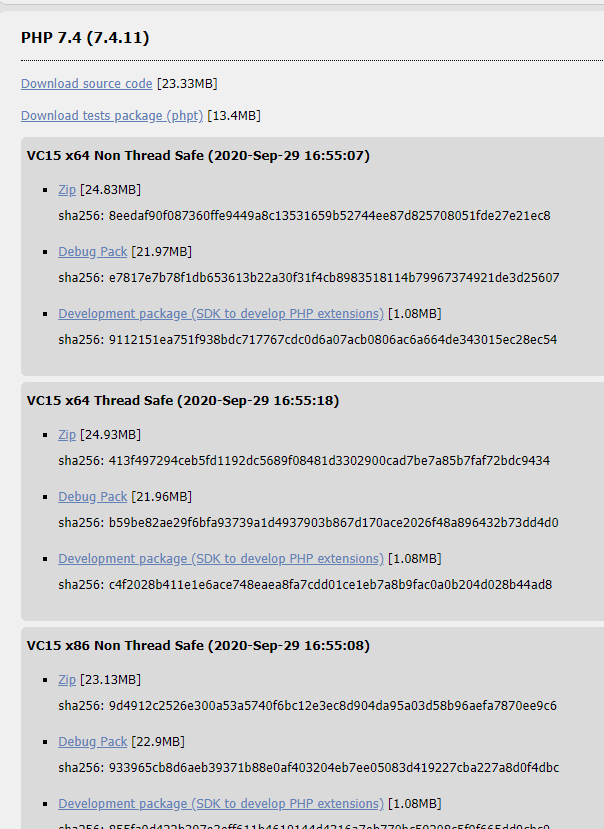 PHP 7.4 (7.4.11)
Download source code [23.33MB]
Download tests package (phpt) [13.4MB]
VC15 x64 Non Thread Safe (2020-Sep-29 16:55:07)
Zip [24.83MB]
sha256: 8eedaf90f087360ffe9449a8c13531659b52744ee87d825708051fde27e21ec8
Debug Pack [21.97MB]
sha256: e7817e7b78f1db653613b22a30f31f4cb8983518114b79967374921de3d25607
Development package (SDK to develop PHP extensions) [1.08MB]
sha256: 9112151ea751f938bdc717767cdc0d6a07acb0806ac6a664de343015ec28ec54
VC15 x64 Thread Safe (2020-Sep-29 16:55:18)
Zip [24.93MB]
sha256: 413f497294ceb5fd1192dc5689f08481d3302900cad7be7a85b7faf72bdc9434
Debug Pack [21.96MB]
sha256: b59be82ae29f6bfa93739a1d4937903b867d170ace2026f48a896432b73dd4d0
Development package (SDK to develop PHP extensions) [1.08MB]
sha256: c4f2028b411e1e6ace748eaea8fa7cdd01ce1eb7a8b9fac0a0b204d028b44ad8
VC15 x86 Non Thread Safe (2020-Sep-29 16:55:08)
Zip [23.13MB]
sha256: 9d4912c2526e300a53a5740f6bc12e3ec8d904da95a03d58b96aefa7870ee9c6
Debug Pack [22.9MB]
sha256: 933965cb8d6aeb39371b88e0af403204eb7ee05083d419227cba227a8d0f4dbc
Development package (SDK to develop PHP extensions) [1.08MB]
sha256: